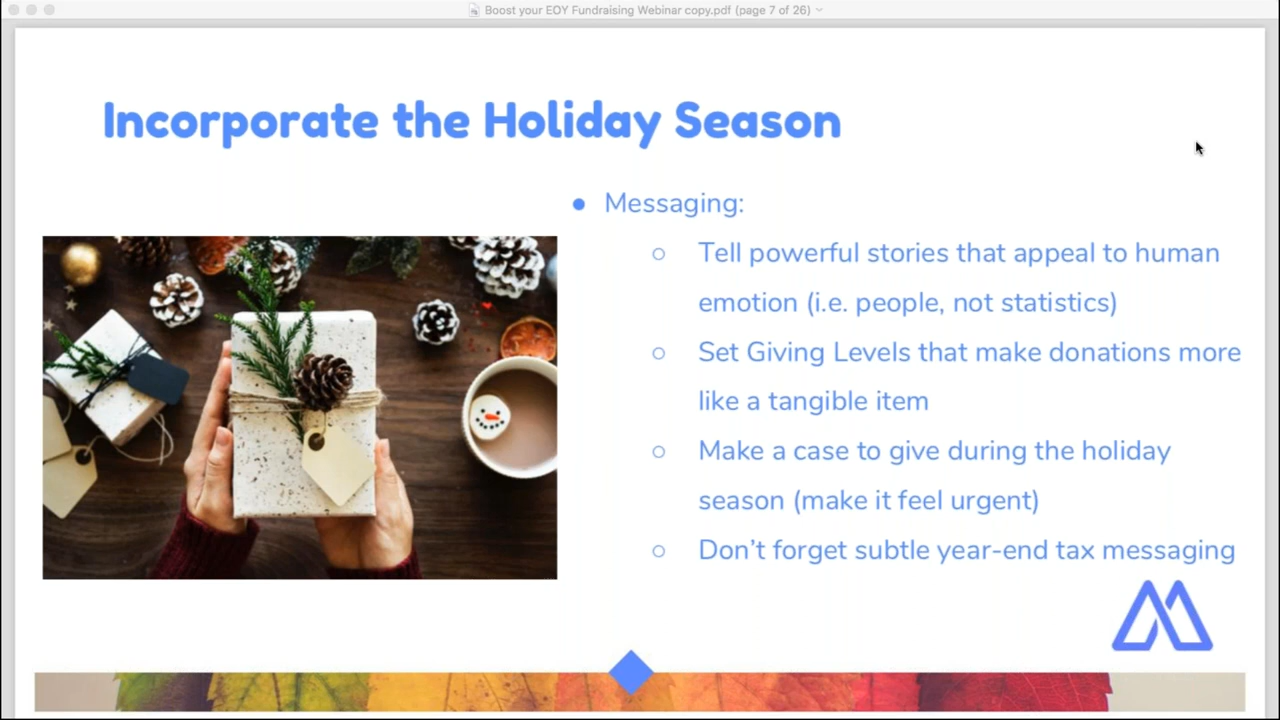 Boost your EOY Fundraising Webinar copy.pdf (page 7 of 26)
Incorporate the Holiday Season
● Messaging:
○ Tell powerful stories that appeal to human
emotion (i.e. people, not statistics)
○ Set Giving Levels that make donations more
like a tangible item
○ Make a case to give during the holiday
season (make it feel urgent)
○ Don’t forget subtle year-end tax messaging